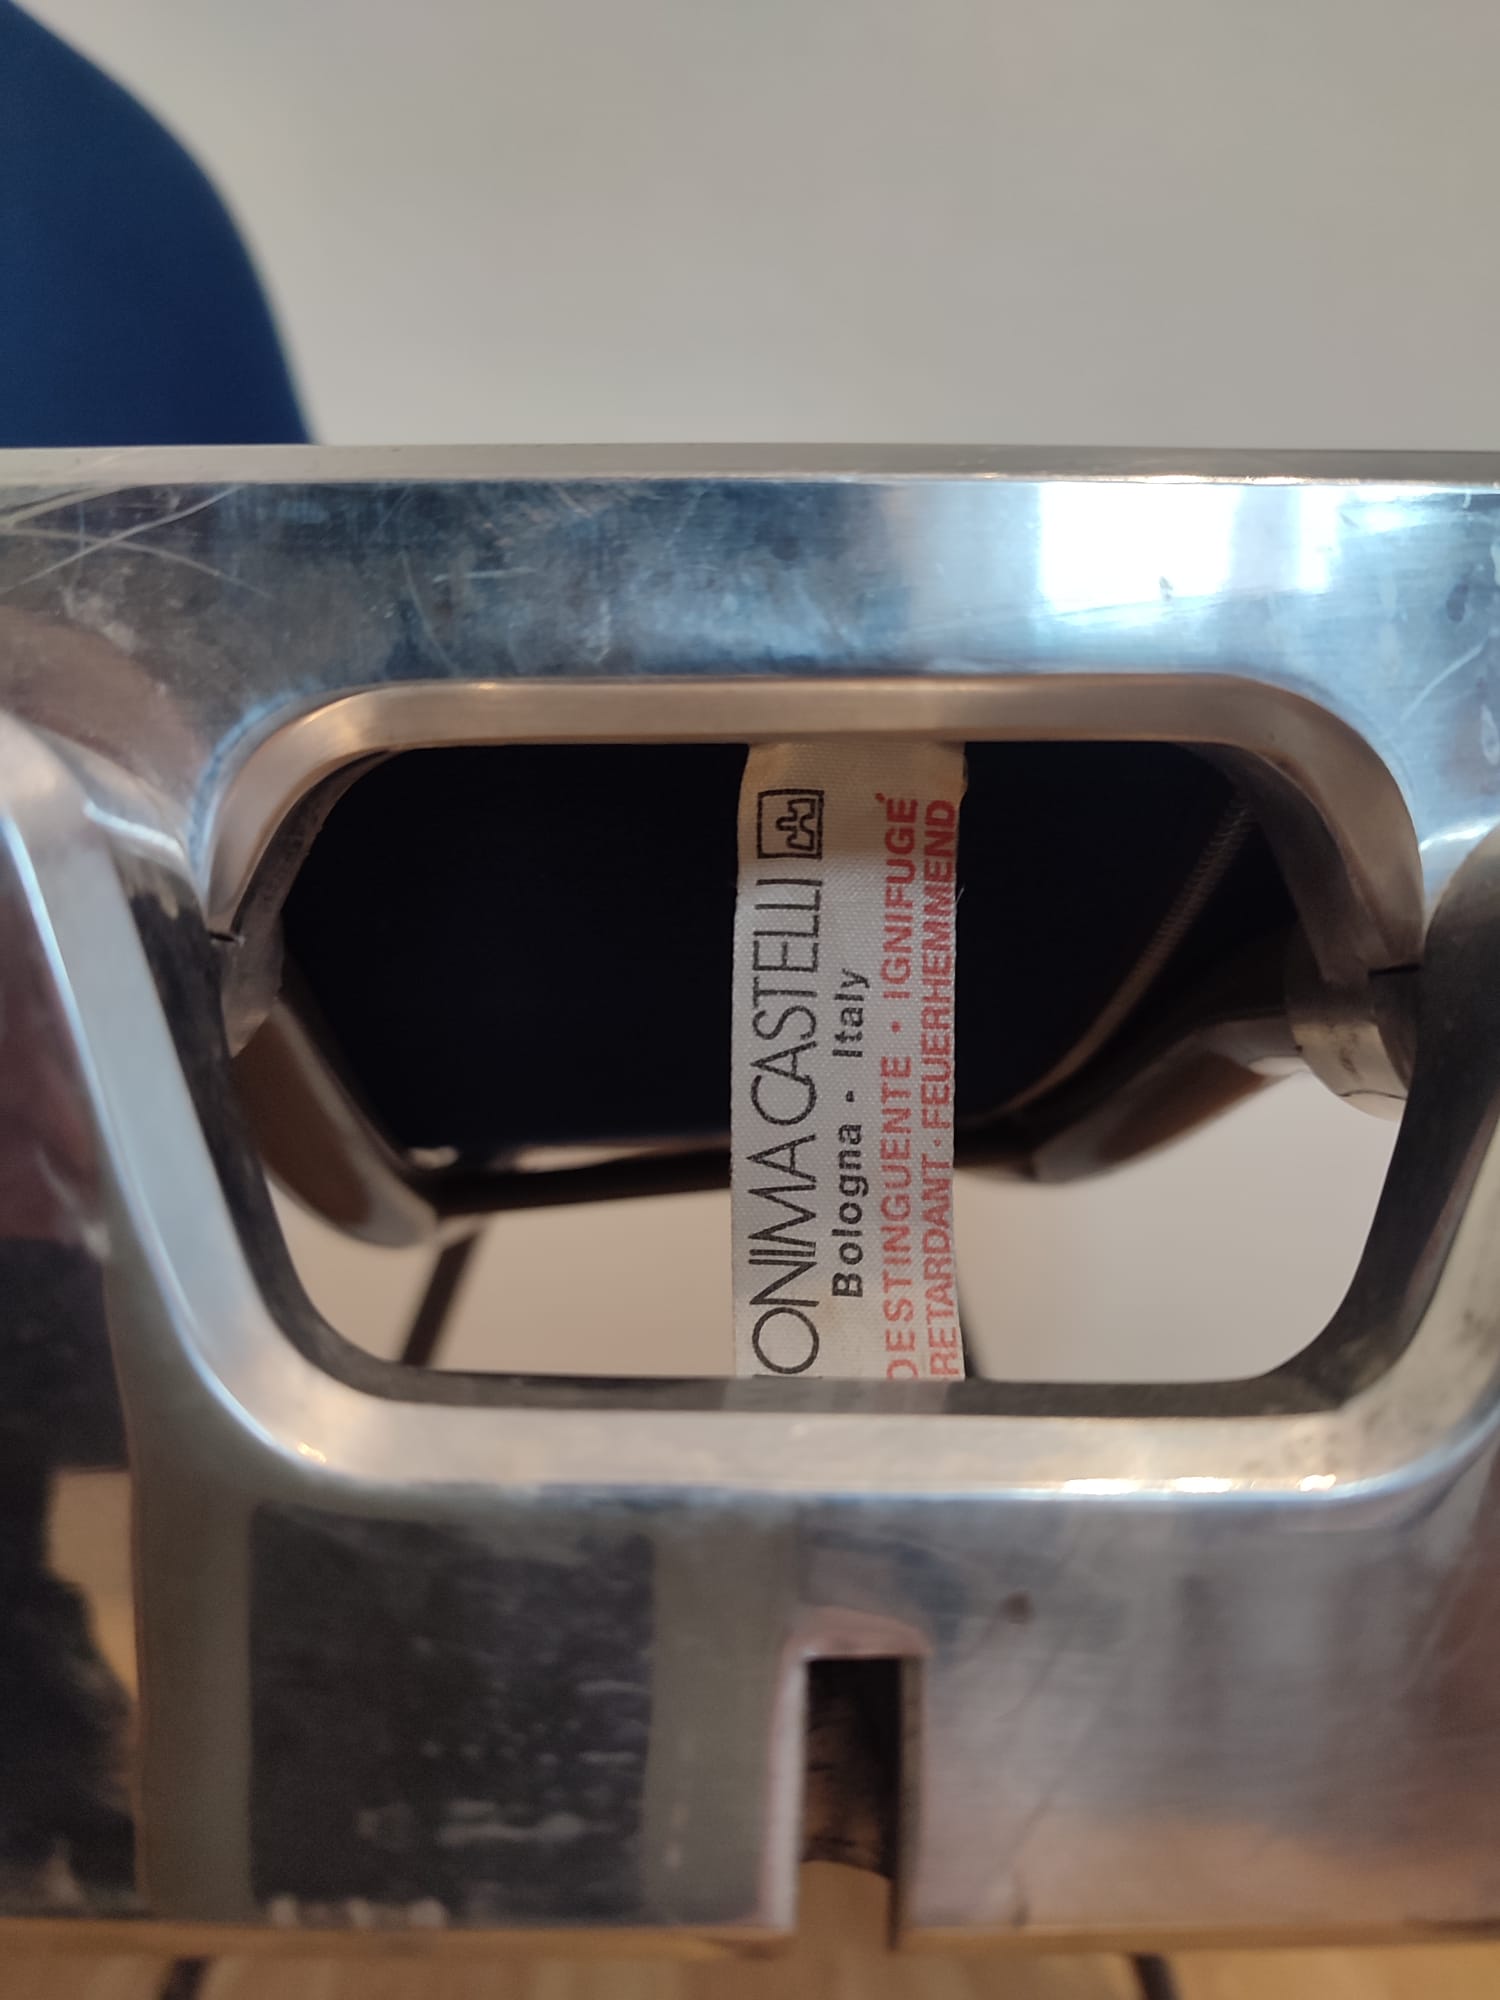 ONIMA CASTELLI
Bologna - Italy
DESTINGUENTE · IGNIFUGÉ
RETARDANT · FEUERHEMMEND